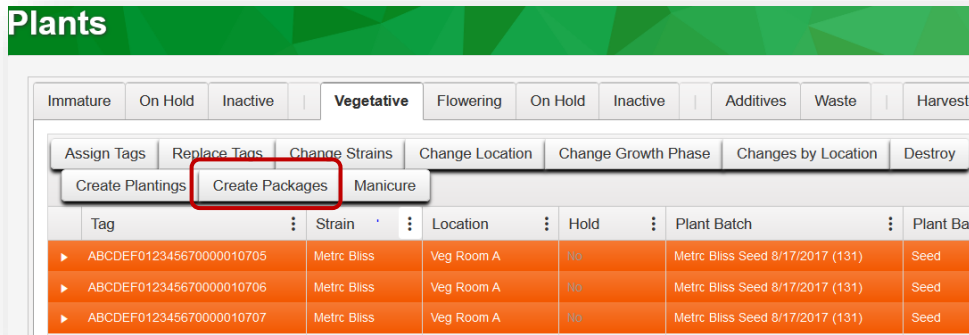 Plants
Immature On Hold Inactive | Vegetative Flowering On Hold Inactive | Additives Waste | Harvest
Assign Tags Replace Tags Change Strains Change Location Change Growth Phase Changes by Location Destroy
Create Plantings Create Packages Manicure
Tag Strain Location Hold Plant Batch Plant Ba
ABCDEF012345670000010705 Metrc Bliss Veg Room A No Metrc Bliss Seed 8/17/2017 (131) Seed
ABCDEF012345670000010706 Metrc Bliss Veg Room A No Metrc Bliss Seed 8/17/2017 (131) Seed
ABCDEF012345670000010707 Metrc Bliss Veg Room A No Metrc Bliss Seed 8/17/2017 (131) Seed